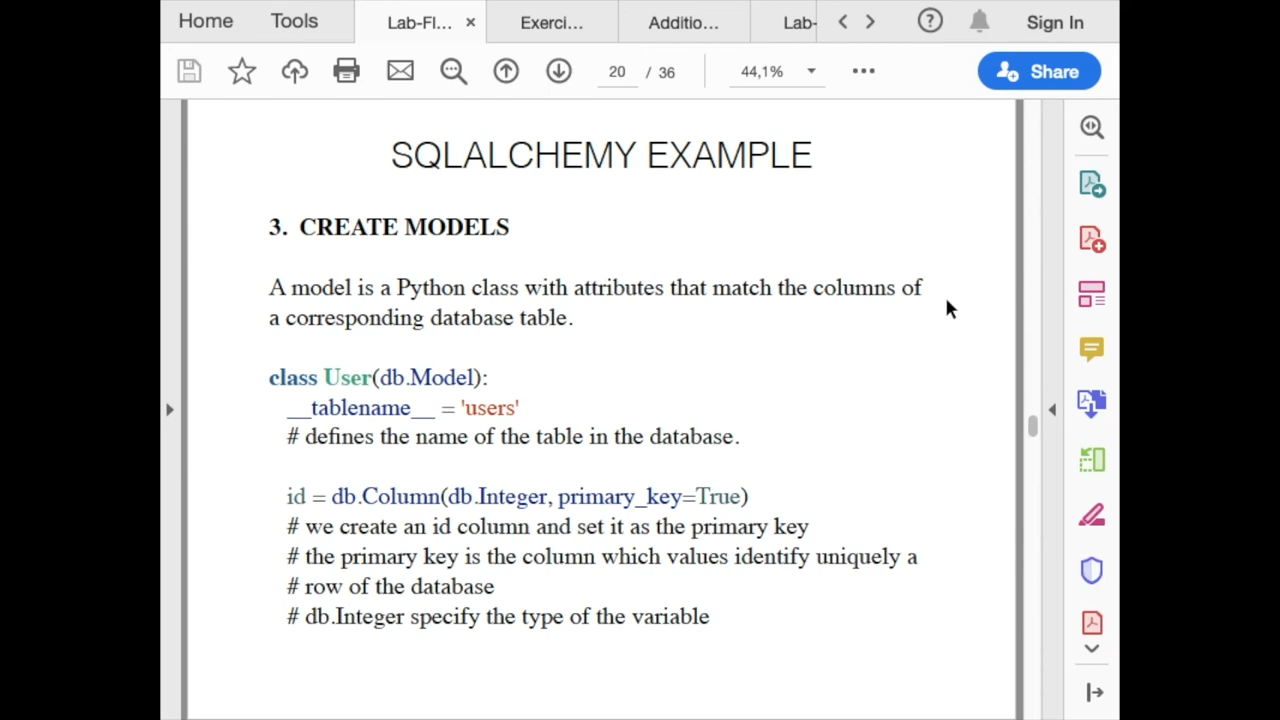 Home Tools Lab-Fl... × Exerci... Additio... Lab- Sign In
20 / 36 44,1% Share
SQLALCHEMY EXAMPLE
3. CREATE MODELS
A model is a Python class with attributes that match the columns of
a corresponding database table.
class User(db.Model):
__tablename__ = 'users'
# defines the name of the table in the database.
id = db.Column(db.Integer, primary_key=True)
# we create an id column and set it as the primary key
# the primary key is the column which values identify uniquely a
# row of the database
# db.Integer specify the type of the variable